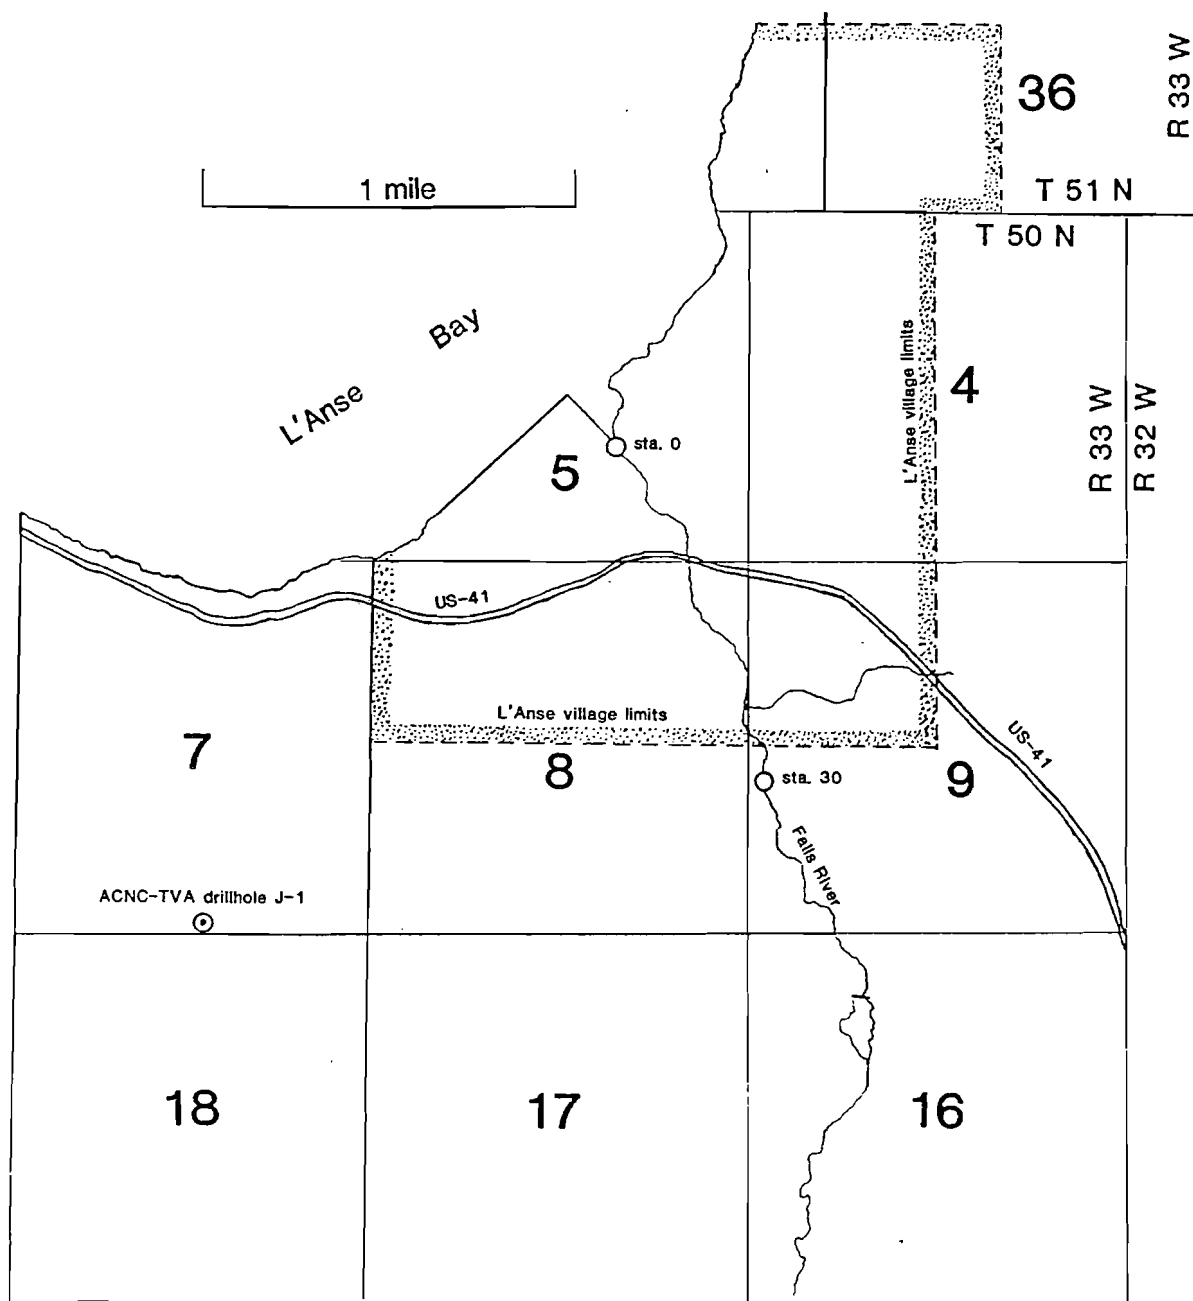 36
R 33 W
1 mile
T 51 N
T 50 N
L'Anse Bay
L'Anse village limits
4
R 33 W
R 32 W
sta. 0
5
US-41
L'Anse village limits
7
8
sta. 30
9
US-41
Falls River
ACNC-TVA drillhole J-1
18
17
16